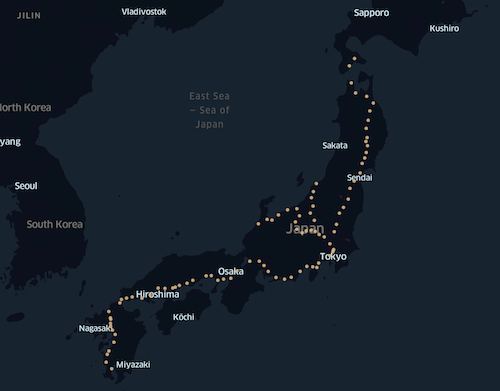 JILIN
Vladivostok
Sapporo
Kushiro
orth Korea
East Sea
– Sea of
Japan
yang
Sakata
Seoul
Sendai
South Korea
Japan
Tokyo
Osaka
Hiroshima
Kōchi
Nagasaki
Miyazaki